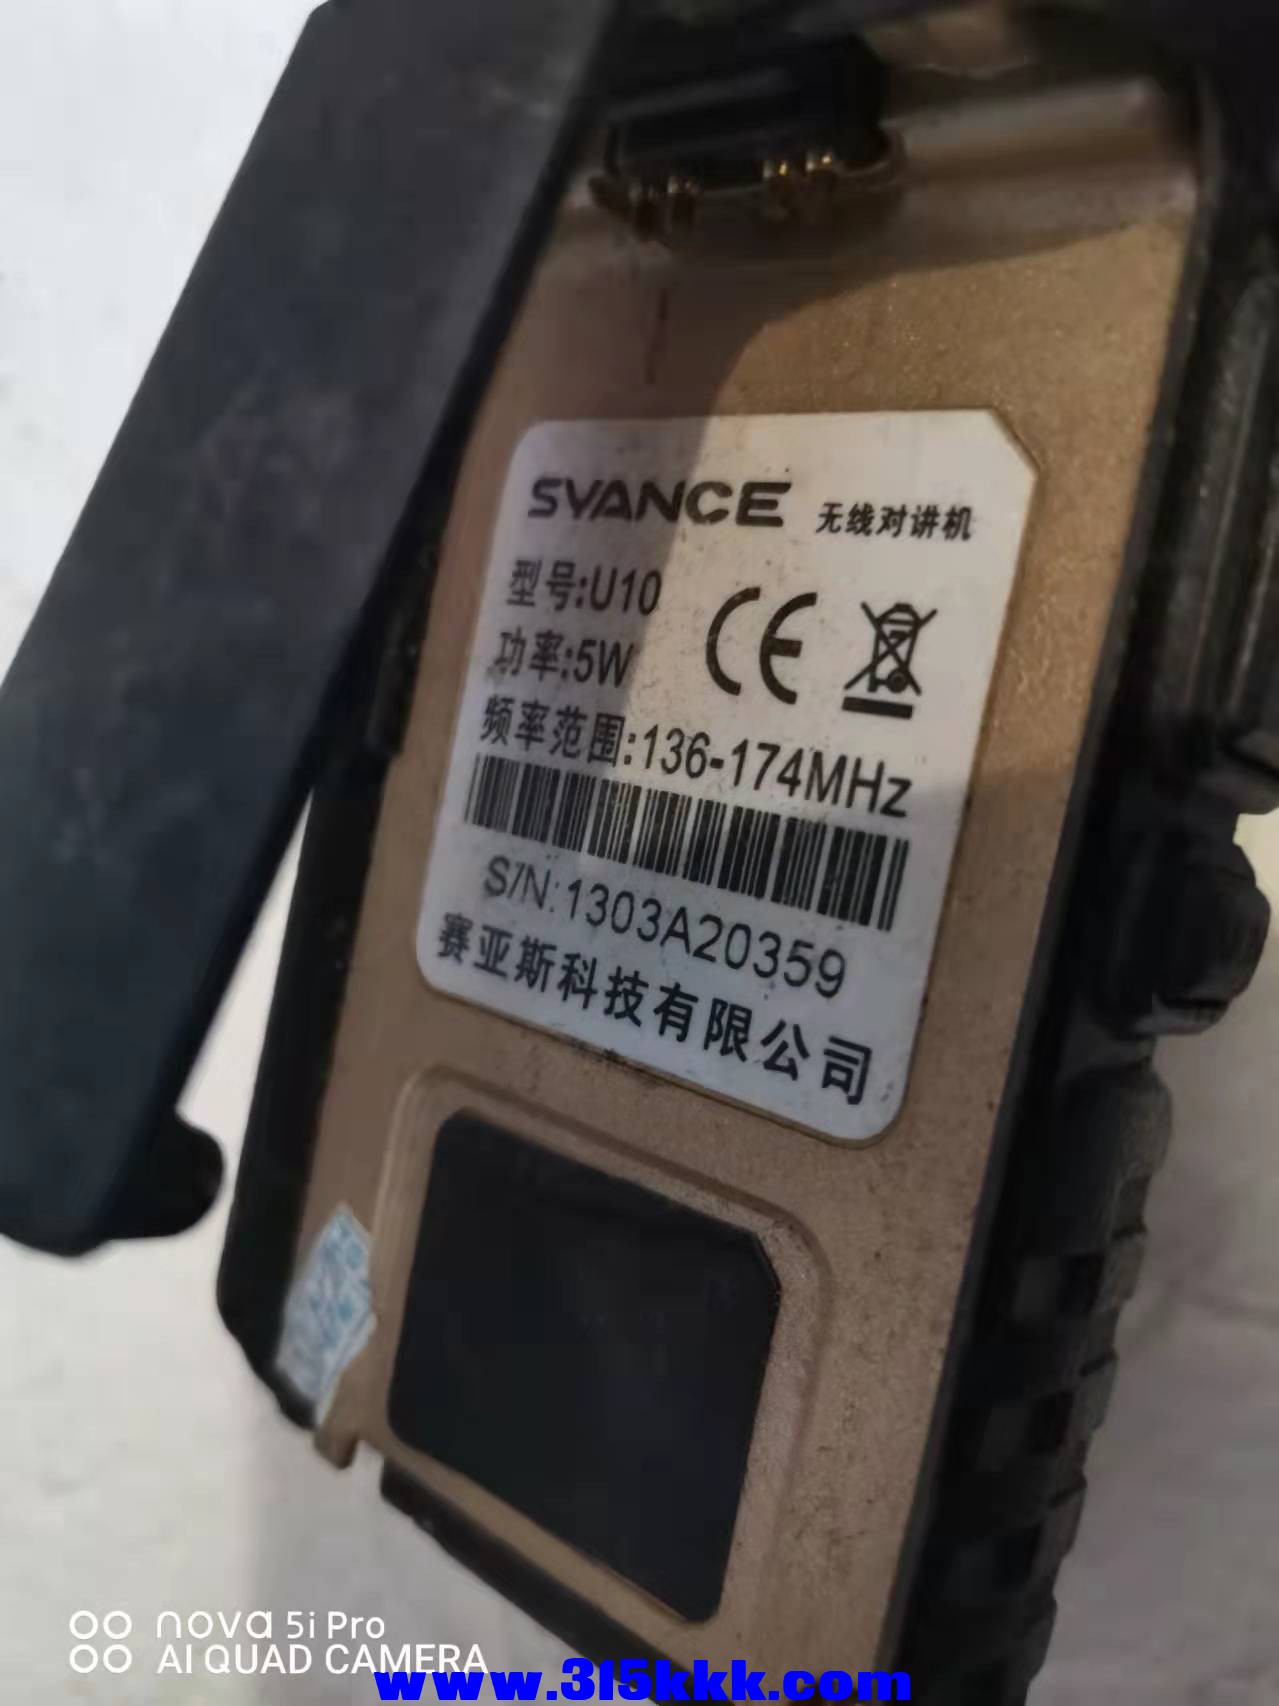 SVANCE 无线对讲机
型号:U10
功率:5W
CE
频率范围:136-174MHz
S/N:1303A20359
赛亚斯科技有限公司
nova 5i Pro
AI QUAD CAMERA
www.315kkk.com